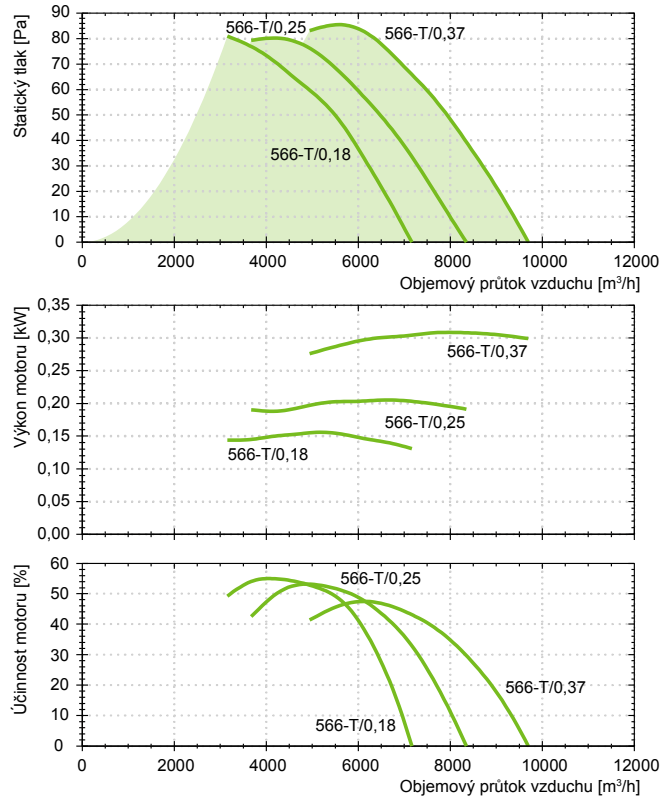 Statický tlak [Pa]
90
80
70
60
50
40
30
20
10
0
566-T/0,25
566-T/0,37
566-T/0,18
0 2000 4000 6000 8000 10000 12000
Objemový průtok vzduchu [m³/h]
Výkon motoru [kW]
0,35
0,30
0,25
0,20
0,15
0,10
0,05
0,00
566-T/0,37
566-T/0,25
566-T/0,18
0 2000 4000 6000 8000 10000 12000
Účinnost motoru [%]
60
50
40
30
20
10
0
566-T/0,25
566-T/0,37
566-T/0,18
0 2000 4000 6000 8000 10000 12000
Objemový průtok vzduchu [m³/h]